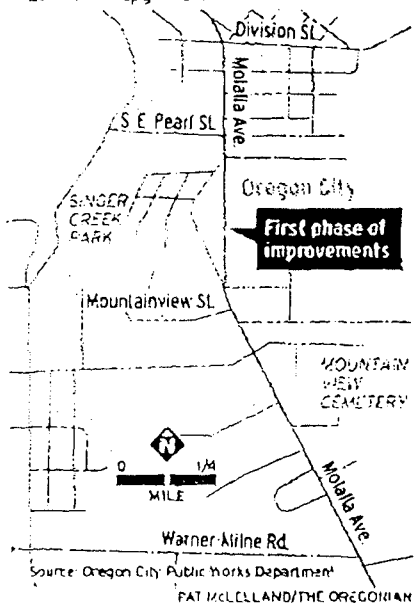 Division St.
Molalla Ave.
S.E. Pearl St.
Oregon City
SINGER
CREEK
PARK
First phase of
improvements
Mountainview St.
MOUNTAIN
VIEW
CEMETERY
N
0 1/4
MILE
Molalla Ave.
Warner-Milne Rd.
Source: Oregon City Public Works Department
PAT McLELLAND/THE OREGONIAN